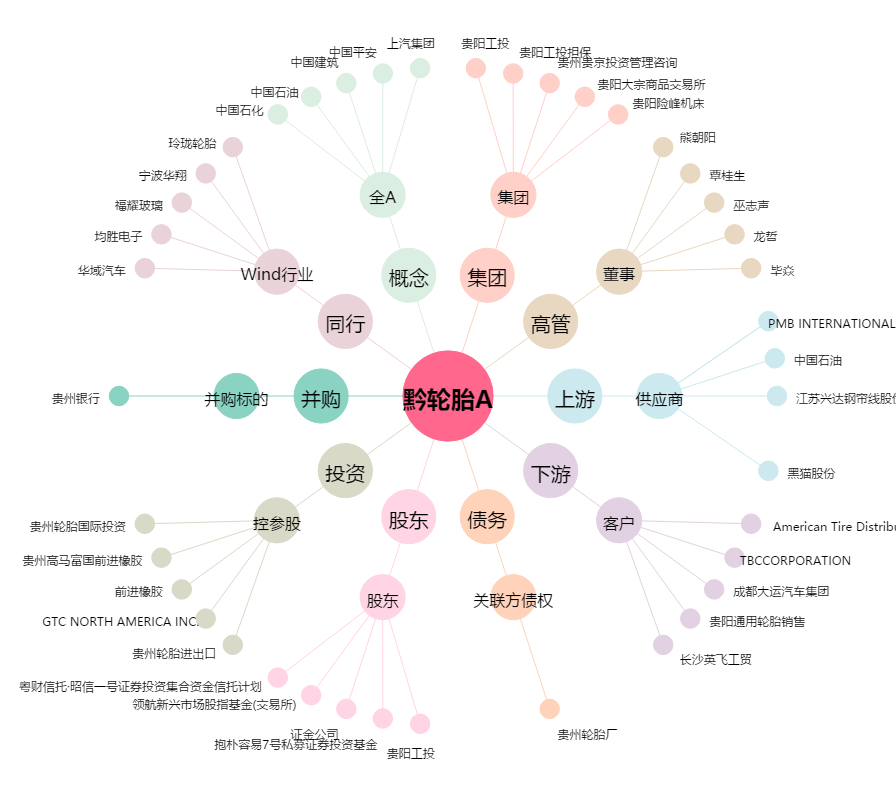 上汽集团
中国平安
中国建筑
中国石油
中国石化
全A
概念
贵阳工投
贵阳工投担保
贵州贵京投资管理咨询
贵阳大宗商品交易所
贵阳险峰机床
集团
集团
玲珑轮胎
宁波华翔
福耀玻璃
均胜电子
华域汽车
Wind行业
同行
熊朝阳
覃桂生
巫志声
龙哲
毕焱
董事
高管
贵州银行
并购标的
并购
黔轮胎A
上游
供应商
PMB INTERNATIONAL
中国石油
江苏兴达钢帘线股份
黑猫股份
投资
控参股
贵州轮胎国际投资
贵州高马富国前进橡胶
前进橡胶
GTC NORTH AMERICA INC.
贵州轮胎进出口
下游
客户
American Tire Distribu
TBCCORPORATION
成都大运汽车集团
贵阳通用轮胎销售
长沙英飞工贸
股东
股东
粤财信托·昭信一号证券投资集合资金信托计划
领航新兴市场股指基金(交易所)
证金公司
抱朴容易7号私募证券投资基金
贵阳工投
债务
关联方债权
贵州轮胎厂